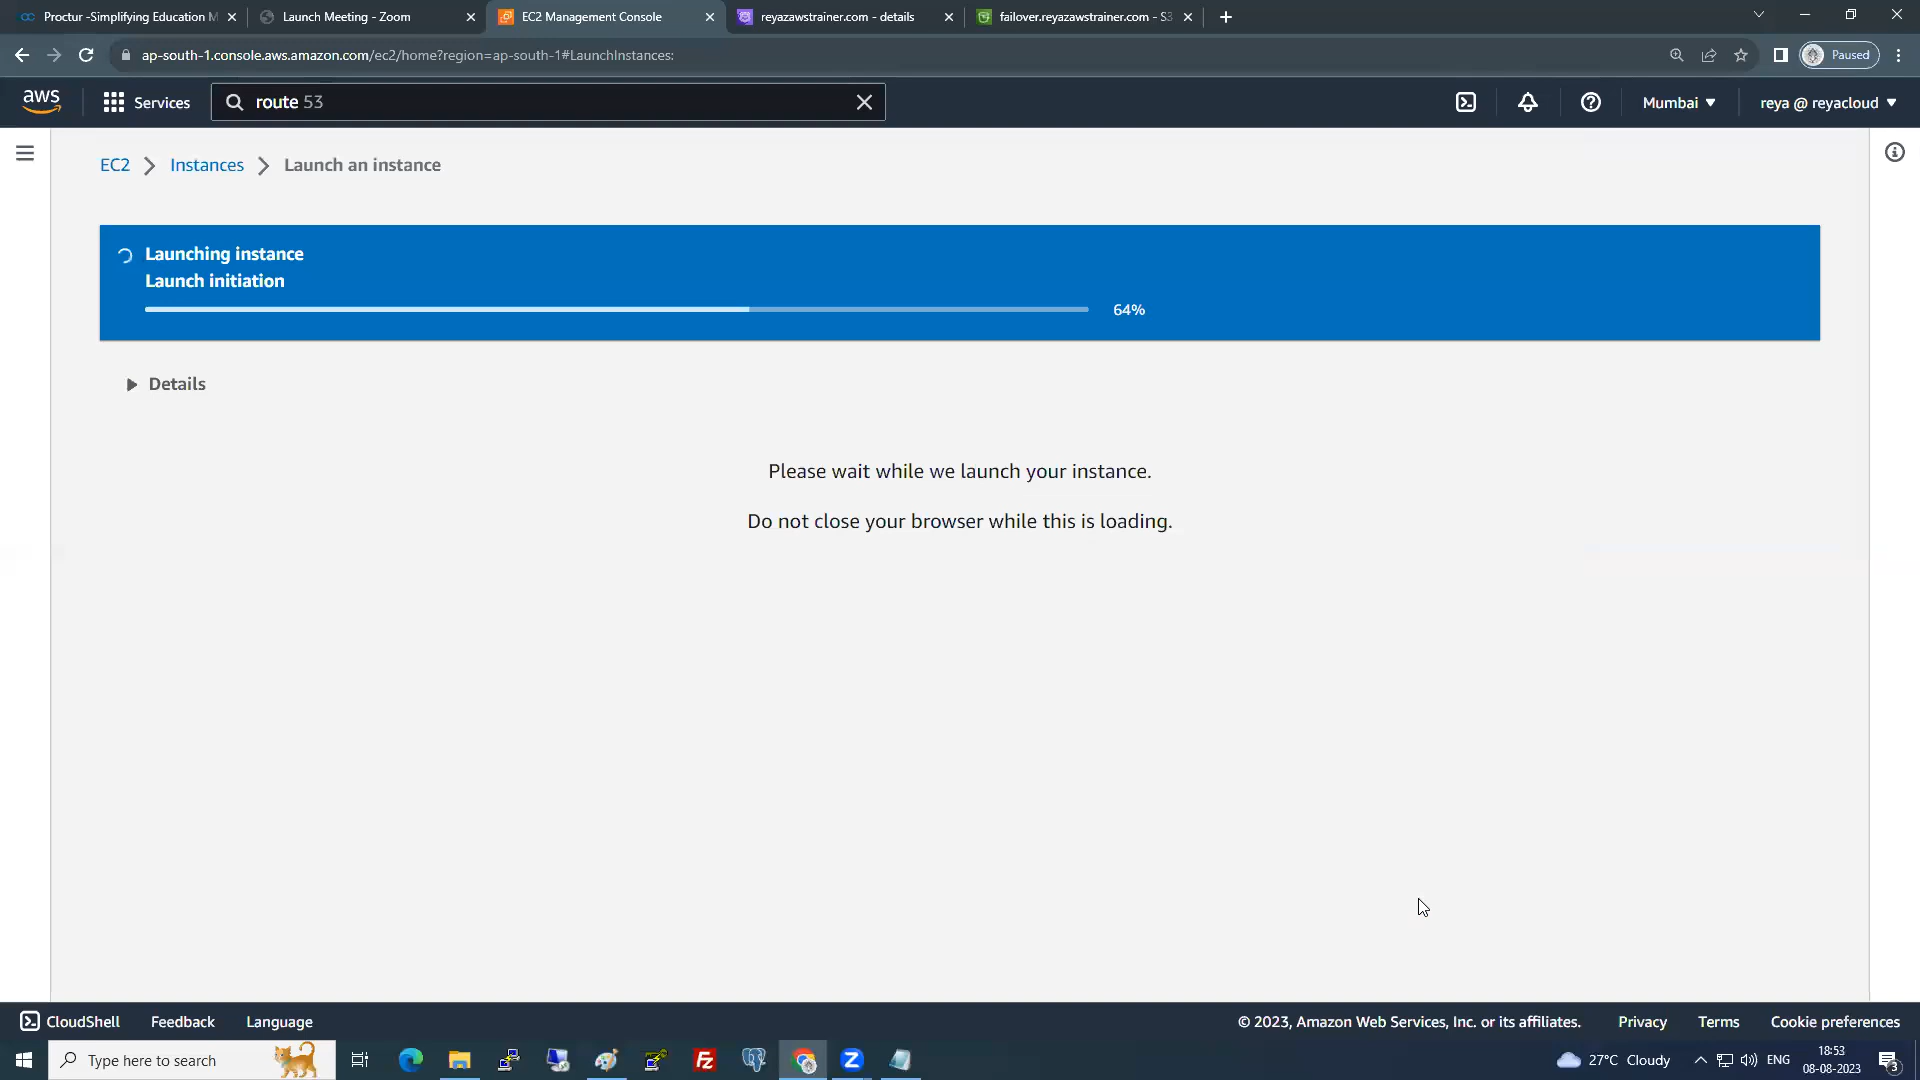 Proctur -Simplifying Education M
Launch Meeting - Zoom
EC2 Management Console
reyazawstrainer.com - details
failover.reyazawstrainer.com - S3
ap-south-1.console.aws.amazon.com/ec2/home?region=ap-south-1#LaunchInstances:
Paused
aws
Services
route 53
Mumbai
reya @ reyacloud
EC2
Instances
Launch an instance
Launching instance
Launch initiation
64%
Details
Please wait while we launch your instance.
Do not close your browser while this is loading.
CloudShell
Feedback
Language
© 2023, Amazon Web Services, Inc. or its affiliates.
Privacy
Terms
Cookie preferences
Type here to search
27°C Cloudy
ENG
18:53
08-08-2023
3